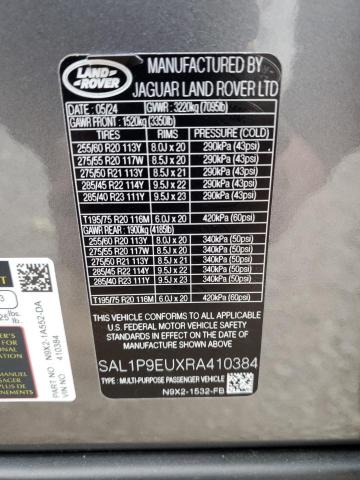 LAND
ROVER
MANUFACTURED BY
JAGUAR LAND ROVER LTD
DATE : 05/24 GVWR : 3220kg (7095lb)
GAWR FRONT : 1520kg (3350lb)
TIRES RIMS PRESSURE (COLD)
255/60 R20 113Y 8.0J x 20 290kPa (43psi)
275/55 R20 117W 8.5J x 20 290kPa (43psi)
275/50 R21 113Y 8.5J x 21 290kPa (43psi)
285/45 R22 114Y 9.5J x 22 290kPa (43psi)
285/40 R23 111Y 9.5J x 23 290kPa (43psi)
T195/75 R20 116M 6.0J x 20 420kPa (60psi)
GAWR REAR : 1900kg (4185lb)
255/60 R20 113Y 8.0J x 20 340kPa (50psi)
275/55 R20 117W 8.5J x 20 340kPa (50psi)
275/50 R21 113Y 8.5J x 21 340kPa (50psi)
285/45 R22 114Y 9.5J x 22 340kPa (50psi)
285/40 R23 111Y 9.5J x 23 340kPa (50psi)
T195/75 R20 116M 6.0J x 20 420kPa (60psi)
THIS VEHICLE CONFORMS TO ALL APPLICABLE
U.S. FEDERAL MOTOR VEHICLE SAFETY STANDARDS
IN EFFECT ON THE DATE OF MANUFACTURE
SHOWN ABOVE.
SAL1P9EUXRA410384
TYPE: MULTI-PURPOSE PASSENGER VEHICLE
N9X2-1532-FB
N9X2-1A552-DA
VIN NO 410384